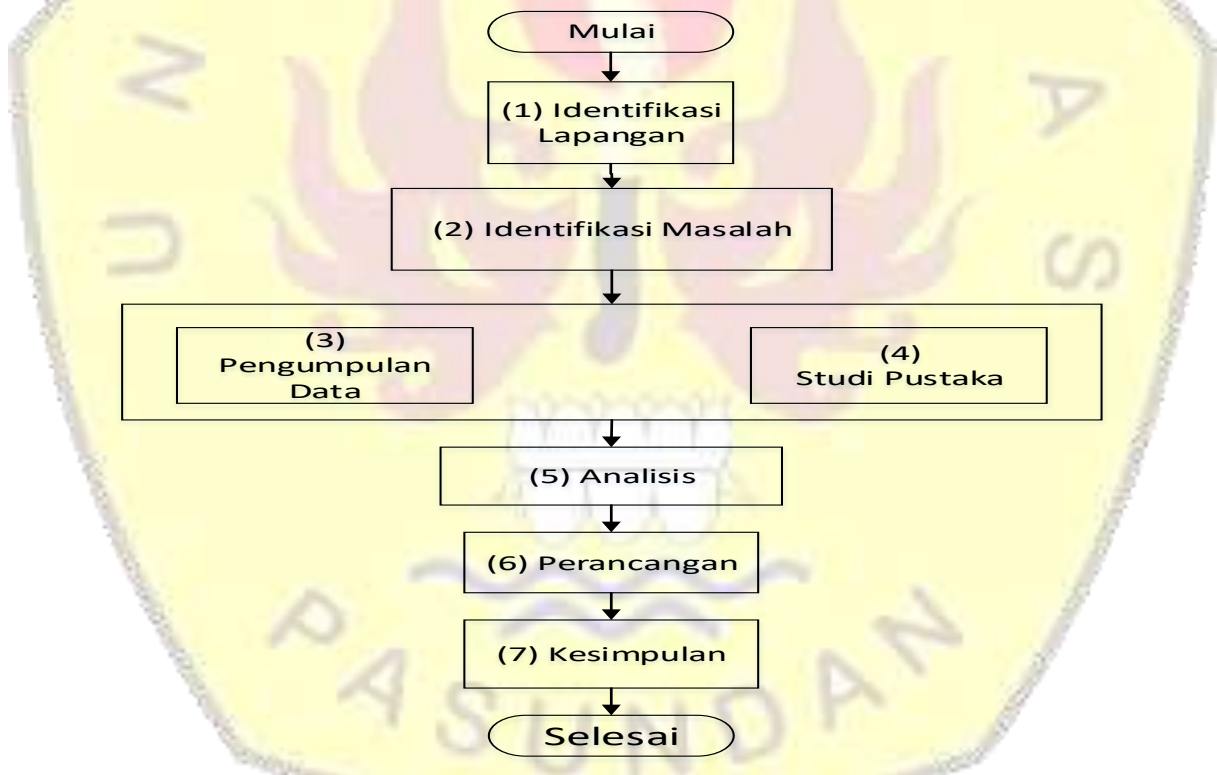 Mulai
(1) Identifikasi
Lapangan
(2) Identifikasi Masalah
(3)
Pengumpulan
Data
(4)
Studi Pustaka
(5) Analisis
(6) Perancangan
(7) Kesimpulan
Selesai
U N
A S
PASUNDAN